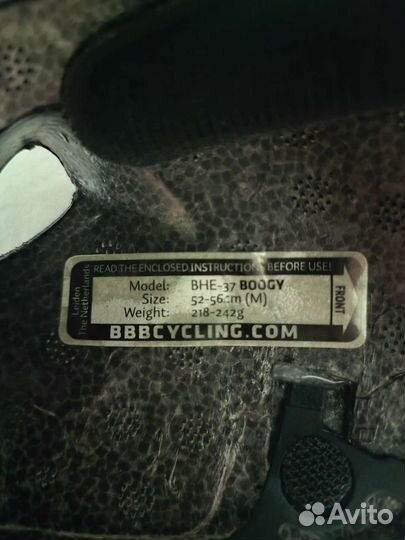 READ THE ENCLOSED INSTRUCTIONS BEFORE USE!
Leiden
The Netherlands
Model: BHE-37 BOOGY
Size: 52-56cm (M)
Weight: 218-242g
FRONT
BBBCYCLING.COM
Avito